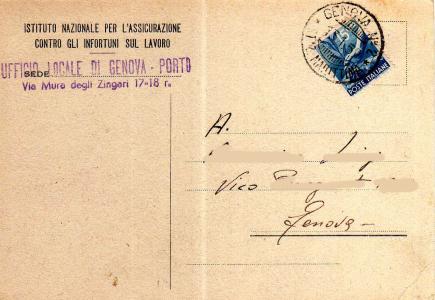 ISTITUTO NAZIONALE PER L'ASSICURAZIONE
CONTRO GLI INFORTUNI SUL LAVORO
SEDE
UFFICIO LOCALE DI GENOVA - PORTO
Via Muro degli Zingari 17-18 r.
GENOVA
POSTE ITALIANE
A.
Vico
Genova